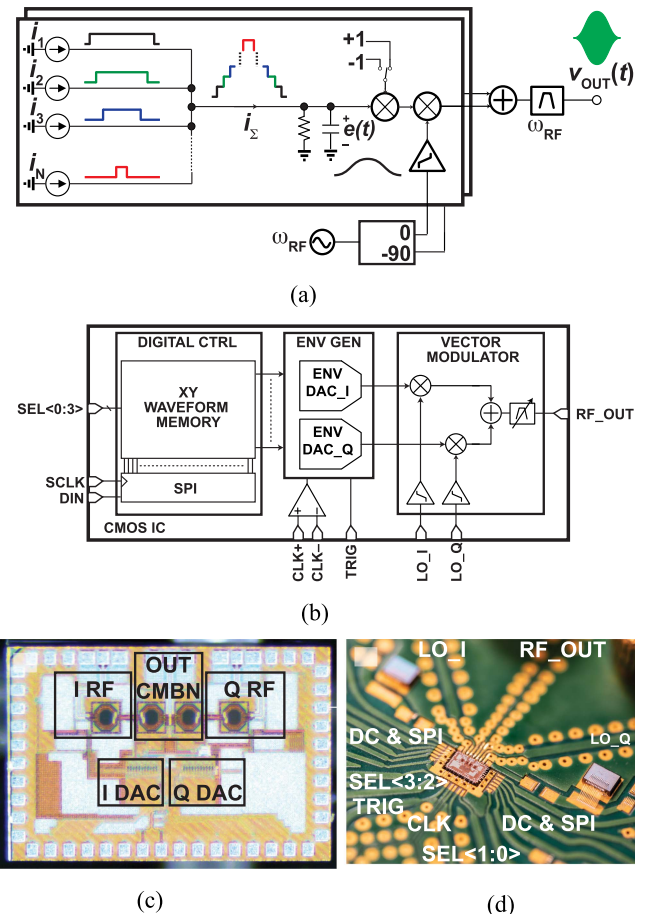 i1
i2
i3
iN
iΣ
+1
-1
+
e(t)
−
vOUT(t)
ωRF
ωRF
0
-90
(a)
DIGITAL CTRL
ENV GEN
VECTOR
MODULATOR
XY
WAVEFORM
MEMORY
ENV
DAC_I
ENV
DAC_Q
SEL<0:3>
RF_OUT
SCLK
DIN
SPI
CMOS IC
+ −
CLK+
CLK−
TRIG
LO_I
LO_Q
(b)
I RF
OUT
CMBN
Q RF
I DAC
Q DAC
(c)
LO_I
RF_OUT
DC & SPI
LO_Q
SEL<3:2>
TRIG
CLK
DC & SPI
SEL<1:0>
(d)